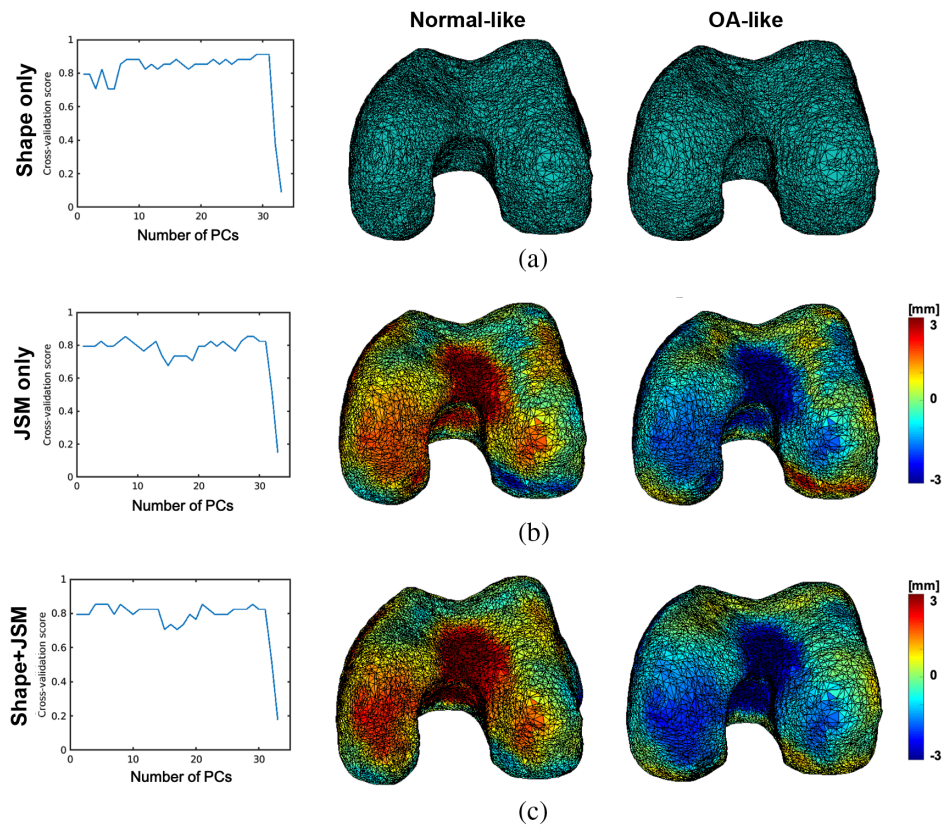 Normal-like
OA-like
Shape only
Cross-validation score
1
0.8
0.6
0.4
0.2
0
0 10 20 30
Number of PCs
(a)
JSM only
Cross-validation score
1
0.8
0.6
0.4
0.2
0
0 10 20 30
Number of PCs
[mm]
3
0
-3
(b)
Shape+JSM
Cross-validation score
1
0.8
0.6
0.4
0.2
0
0 10 20 30
Number of PCs
[mm]
3
0
-3
(c)